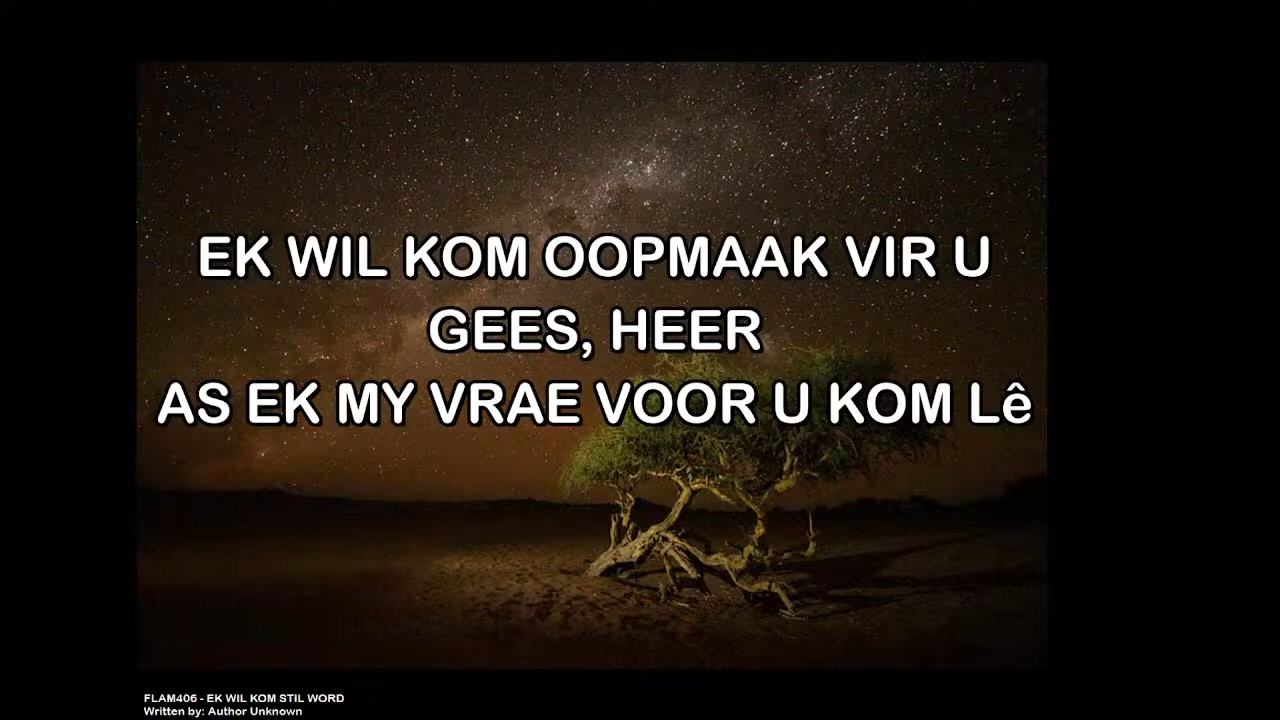 EK WIL KOM OOPMAAK VIR U
GEES, HEER
AS EK MY VRAE VOOR U KOM Lê
FLAM406 - EK WIL KOM STIL WORD
Written by: Author Unknown